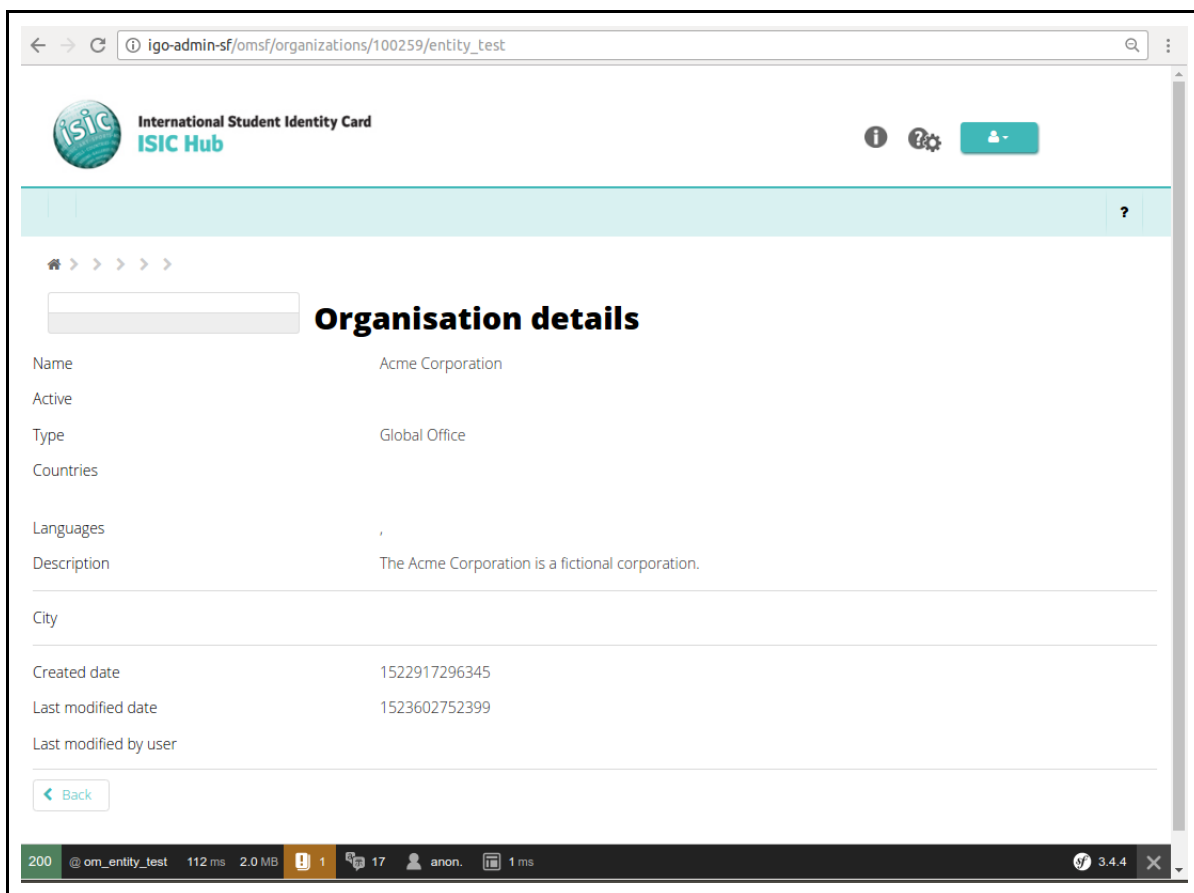 igo-admin-sf/omsf/organizations/100259/entity_test
isic
International Student Identity Card
ISIC Hub
?
Organisation details
Name Acme Corporation
Active
Type Global Office
Countries
Languages ,
Description The Acme Corporation is a fictional corporation.
City
Created date 1522917296345
Last modified date 1523602752399
Last modified by user
Back
200 @ om_entity_test 112 ms 2.0 MB 1 17 anon. 1 ms sf 3.4.4